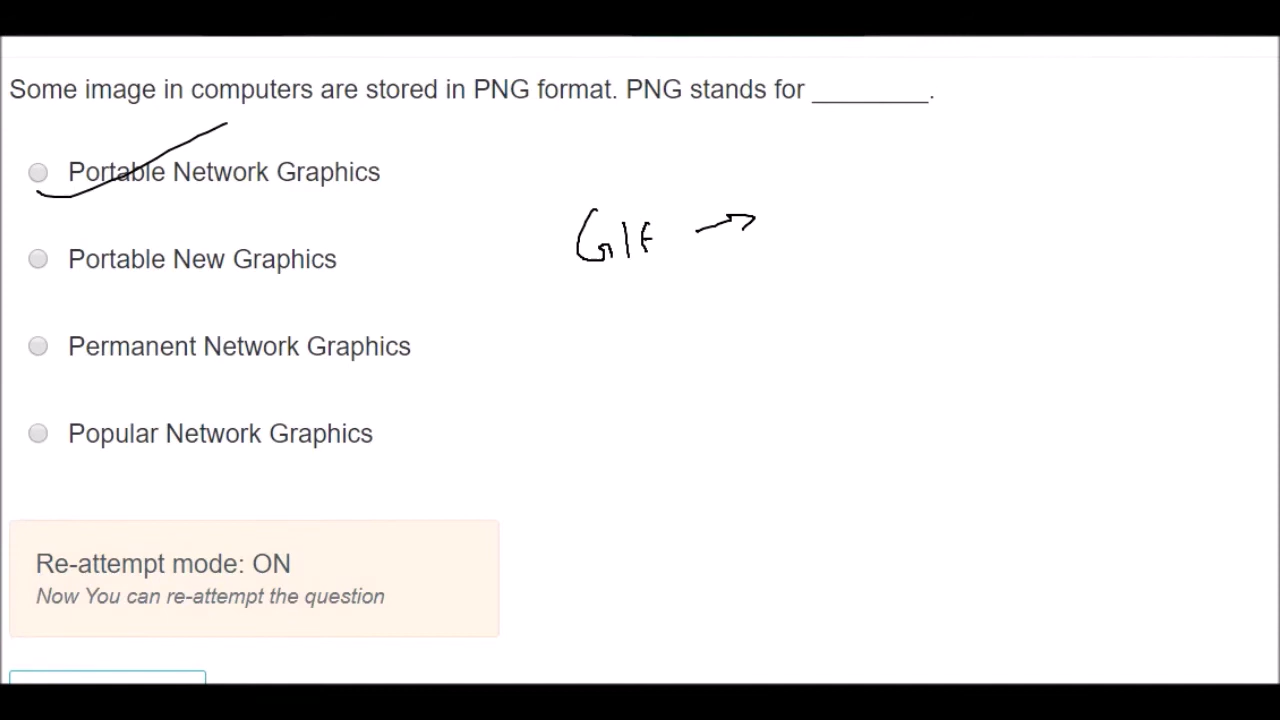 Some image in computers are stored in PNG format. PNG stands for ________.
Portable Network Graphics
GIF →
Portable New Graphics
Permanent Network Graphics
Popular Network Graphics
Re-attempt mode: ON
Now You can re-attempt the question